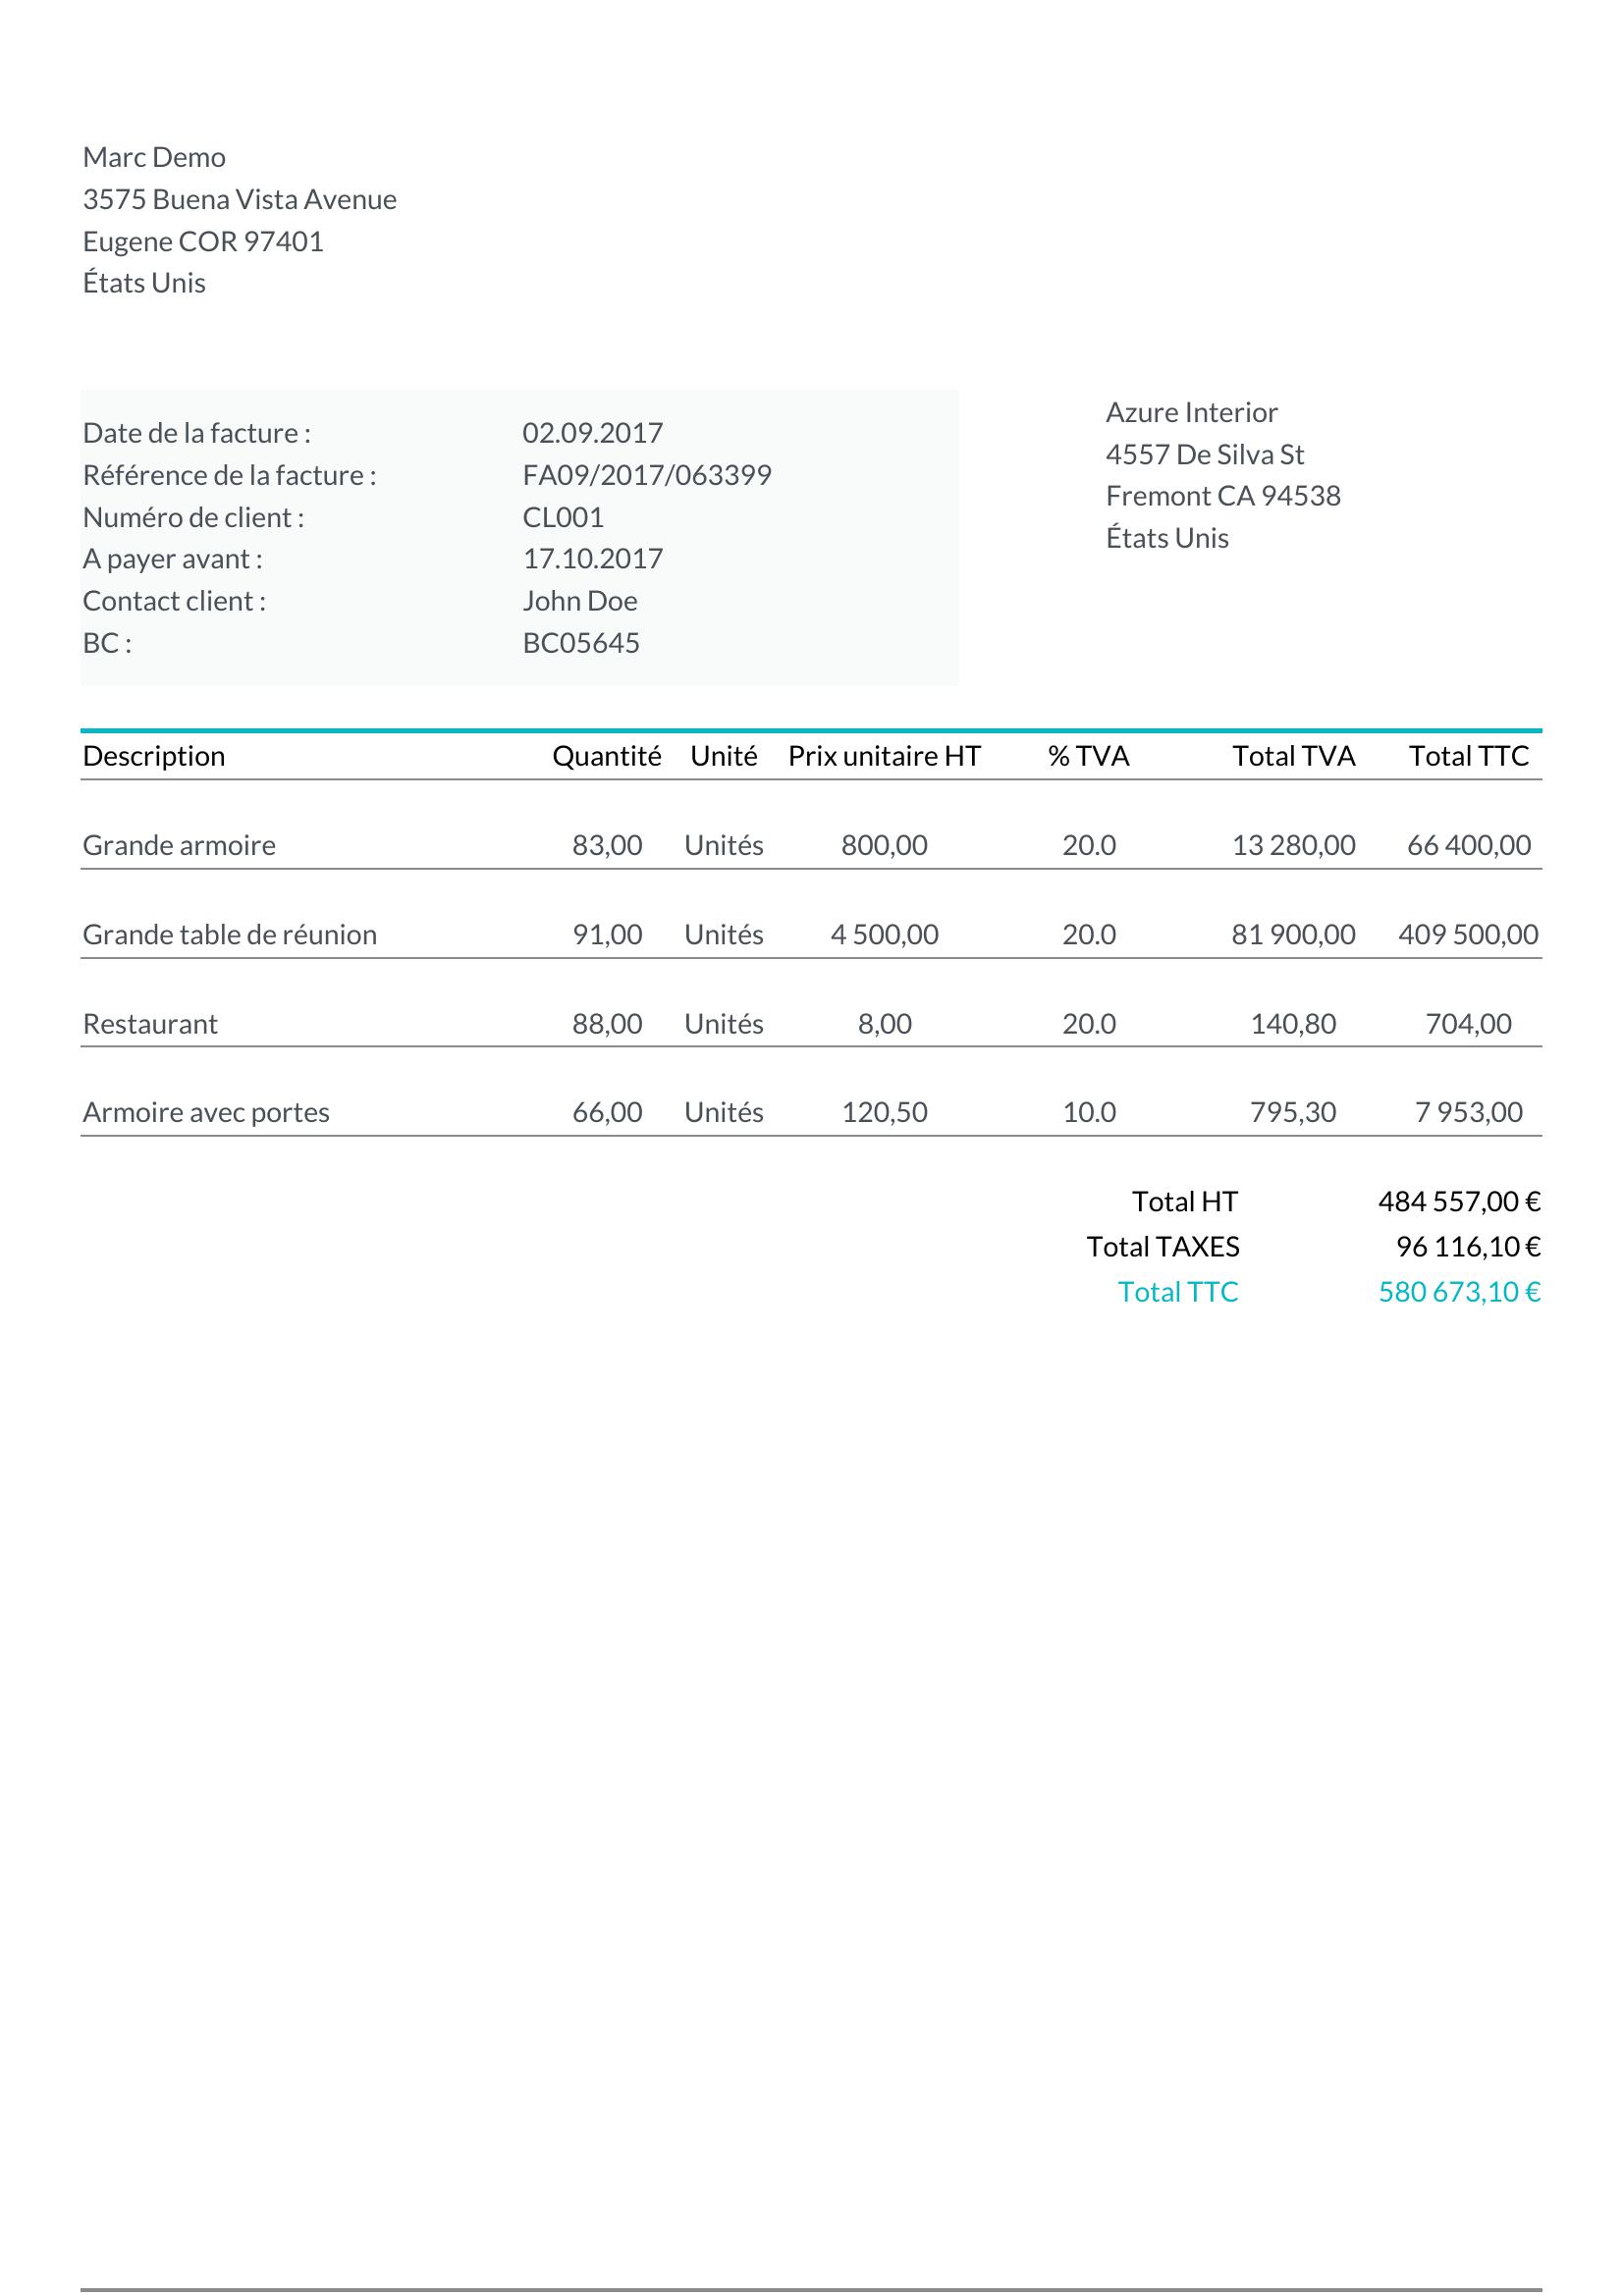 Marc Demo
3575 Buena Vista Avenue
Eugene COR 97401
États Unis
Date de la facture : 02.09.2017
Référence de la facture : FA09/2017/063399
Numéro de client : CL001
A payer avant : 17.10.2017
Contact client : John Doe
BC : BC05645
Azure Interior
4557 De Silva St
Fremont CA 94538
États Unis
Description Quantité Unité Prix unitaire HT % TVA Total TVA Total TTC
Grande armoire 83,00 Unités 800,00 20.0 13 280,00 66 400,00
Grande table de réunion 91,00 Unités 4 500,00 20.0 81 900,00 409 500,00
Restaurant 88,00 Unités 8,00 20.0 140,80 704,00
Armoire avec portes 66,00 Unités 120,50 10.0 795,30 7 953,00
Total HT 484 557,00 €
Total TAXES 96 116,10 €
Total TTC 580 673,10 €